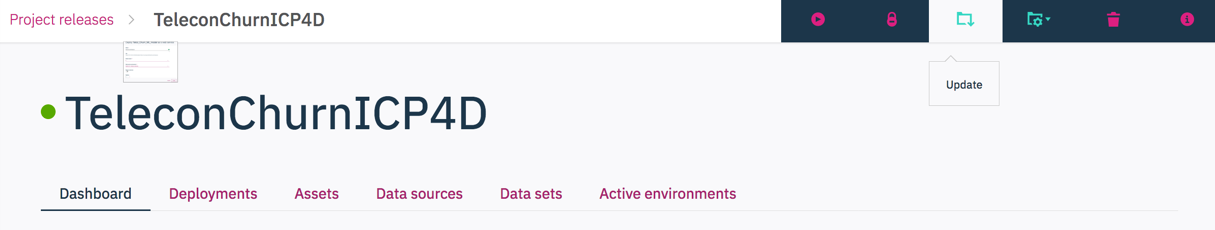 Project releases > TeleconChurnICP4D
Update
TeleconChurnICP4D
Dashboard Deployments Assets Data sources Data sets Active environments